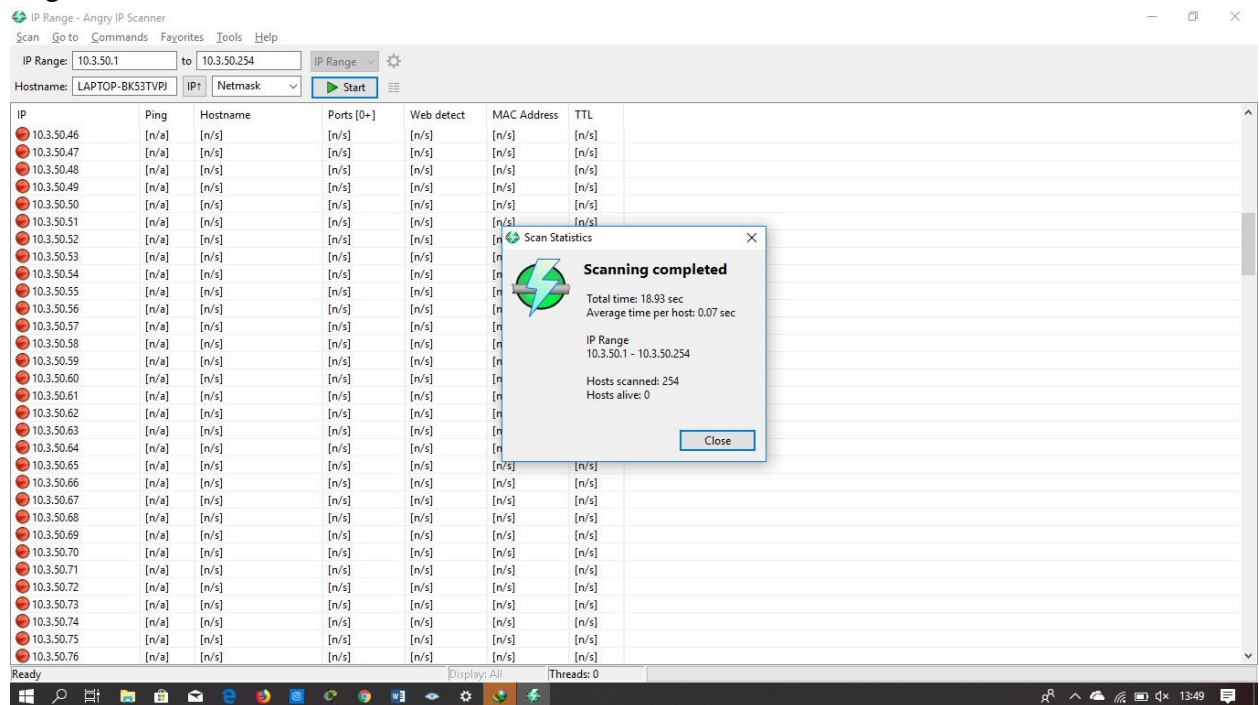 IP Range - Angry IP Scanner
Scan Go to Commands Favorites Tools Help
IP Range: 10.3.50.1 to 10.3.50.254 IP Range
Hostname: LAPTOP-BK53TVPJ IP↑ Netmask Start
IP Ping Hostname Ports [0+] Web detect MAC Address TTL
10.3.50.46 [n/a] [n/s] [n/s] [n/s] [n/s] [n/s]
10.3.50.47 [n/a] [n/s] [n/s] [n/s] [n/s] [n/s]
10.3.50.48 [n/a] [n/s] [n/s] [n/s] [n/s] [n/s]
10.3.50.49 [n/a] [n/s] [n/s] [n/s] [n/s] [n/s]
10.3.50.50 [n/a] [n/s] [n/s] [n/s] [n/s] [n/s]
10.3.50.51 [n/a] [n/s] [n/s] [n/s] [n/s] [n/s]
10.3.50.52 [n/a] [n/s] [n/s] [n/s]
10.3.50.53 [n/a] [n/s] [n/s] [n/s]
10.3.50.54 [n/a] [n/s] [n/s] [n/s]
10.3.50.55 [n/a] [n/s] [n/s] [n/s]
10.3.50.56 [n/a] [n/s] [n/s] [n/s]
10.3.50.57 [n/a] [n/s] [n/s] [n/s]
10.3.50.58 [n/a] [n/s] [n/s] [n/s]
10.3.50.59 [n/a] [n/s] [n/s] [n/s]
10.3.50.60 [n/a] [n/s] [n/s] [n/s]
10.3.50.61 [n/a] [n/s] [n/s] [n/s]
10.3.50.62 [n/a] [n/s] [n/s] [n/s]
10.3.50.63 [n/a] [n/s] [n/s] [n/s]
10.3.50.64 [n/a] [n/s] [n/s] [n/s]
10.3.50.65 [n/a] [n/s] [n/s] [n/s] [n/s] [n/s]
10.3.50.66 [n/a] [n/s] [n/s] [n/s] [n/s] [n/s]
10.3.50.67 [n/a] [n/s] [n/s] [n/s] [n/s] [n/s]
10.3.50.68 [n/a] [n/s] [n/s] [n/s] [n/s] [n/s]
10.3.50.69 [n/a] [n/s] [n/s] [n/s] [n/s] [n/s]
10.3.50.70 [n/a] [n/s] [n/s] [n/s] [n/s] [n/s]
10.3.50.71 [n/a] [n/s] [n/s] [n/s] [n/s] [n/s]
10.3.50.72 [n/a] [n/s] [n/s] [n/s] [n/s] [n/s]
10.3.50.73 [n/a] [n/s] [n/s] [n/s] [n/s] [n/s]
10.3.50.74 [n/a] [n/s] [n/s] [n/s] [n/s] [n/s]
10.3.50.75 [n/a] [n/s] [n/s] [n/s] [n/s] [n/s]
10.3.50.76 [n/a] [n/s] [n/s] [n/s] [n/s] [n/s]
Scan Statistics
Scanning completed
Total time: 18.93 sec
Average time per host: 0.07 sec
IP Range
10.3.50.1 - 10.3.50.254
Hosts scanned: 254
Hosts alive: 0
Close
Ready Display: All Threads: 0
13:49